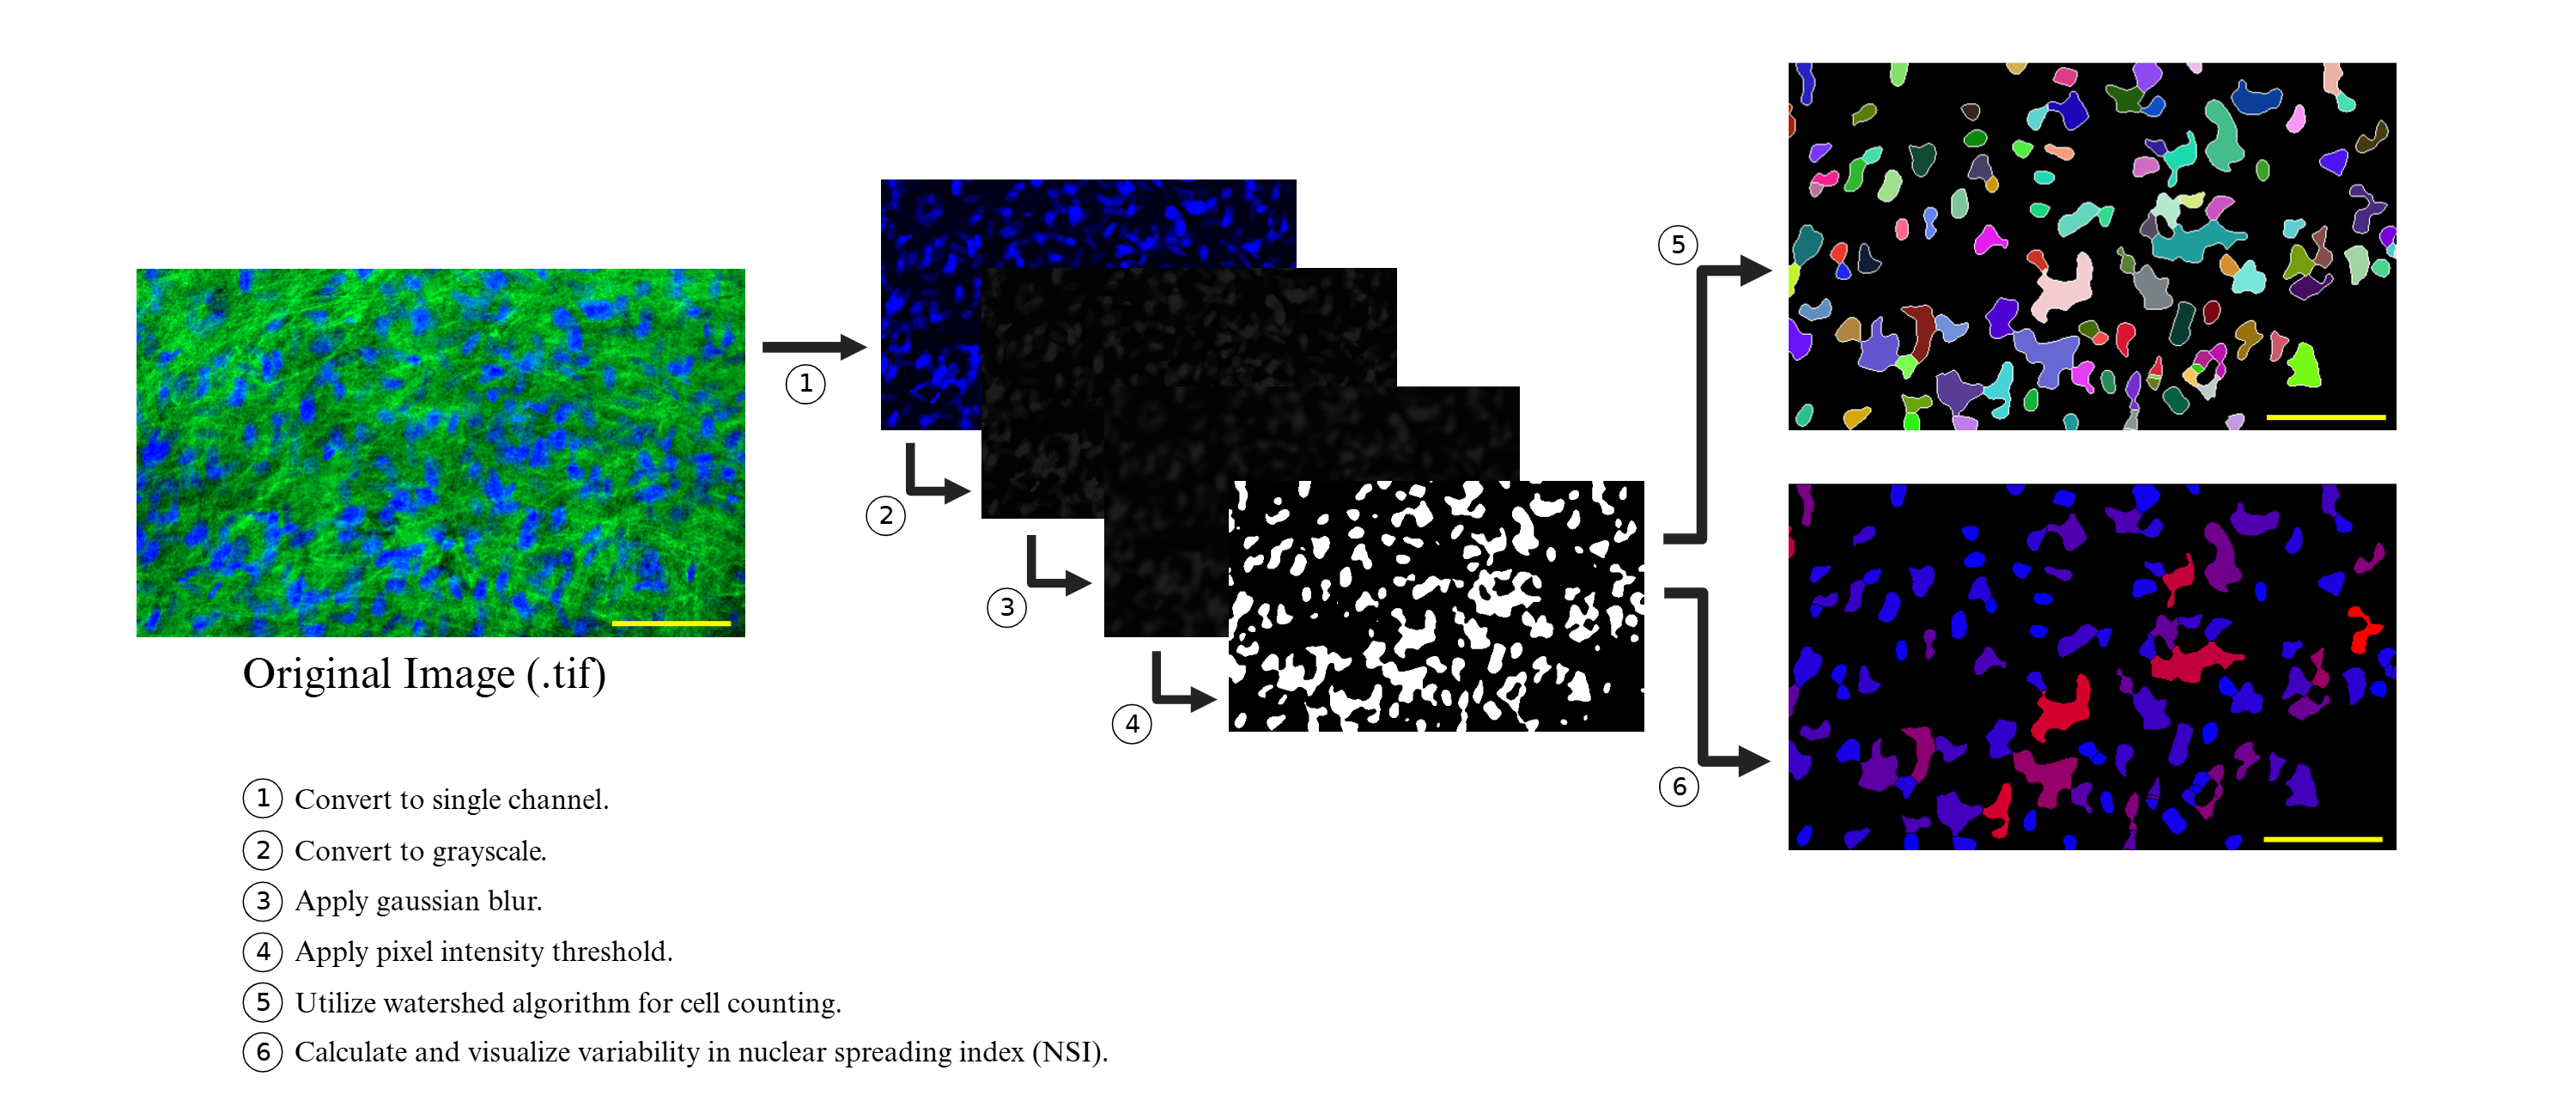 1
2
3
4
5
6
Original Image (.tif)
1 Convert to single channel.
2 Convert to grayscale.
3 Apply gaussian blur.
4 Apply pixel intensity threshold.
5 Utilize watershed algorithm for cell counting.
6 Calculate and visualize variability in nuclear spreading index (NSI).